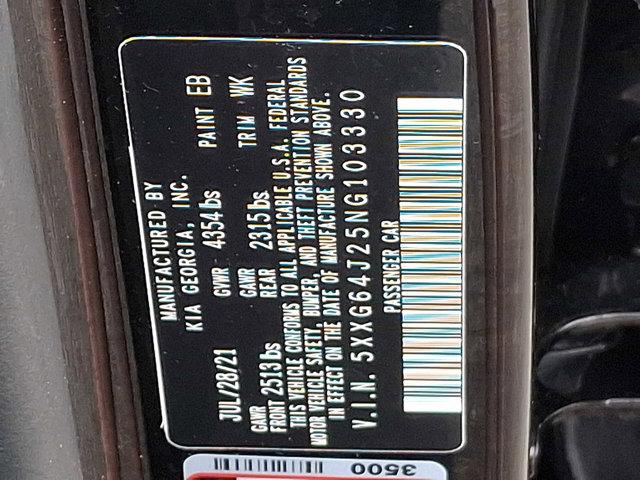 MANUFACTURED BY
KIA GEORGIA, INC.
JUL/28/21 GVWR 4354lbs PAINT EB
GAWR FRONT 2513lbs GAWR REAR 2315lbs TRIM WK
THIS VEHICLE CONFORMS TO ALL APPLICABLE U.S.A. FEDERAL
MOTOR VEHICLE SAFETY, BUMPER, AND THEFT PREVENTION STANDARDS
IN EFFECT ON THE DATE OF MANUFACTURE SHOWN ABOVE.
V.I.N. 5XXG64J25NG103330
PASSENGER CAR
3500